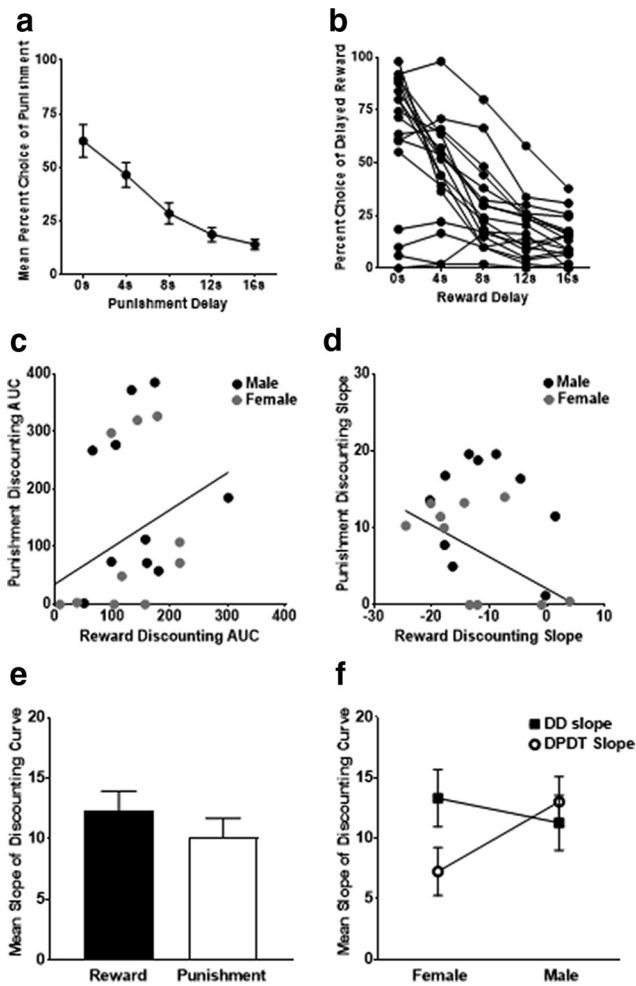 a
Mean Percent Choice of Punishment
100
75
50
25
0
0s 4s 8s 12s 16s
Punishment Delay
b
Percent Choice of Delayed Reward
100
75
50
25
0
0s 4s 8s 12s 16s
Reward Delay
c
Punishment Discounting AUC
400
300
200
100
0
0 100 200 300 400
Reward Discounting AUC
Male
Female
d
Punishment Discounting Slope
30
20
10
0
-30 -20 -10 0 10
Reward Discounting Slope
Male
Female
e
Mean Slope of Discounting Curve
20
15
10
5
0
Reward Punishment
f
Mean Slope of Discounting Curve
20
15
10
5
0
Female Male
DD slope
DPDT Slope